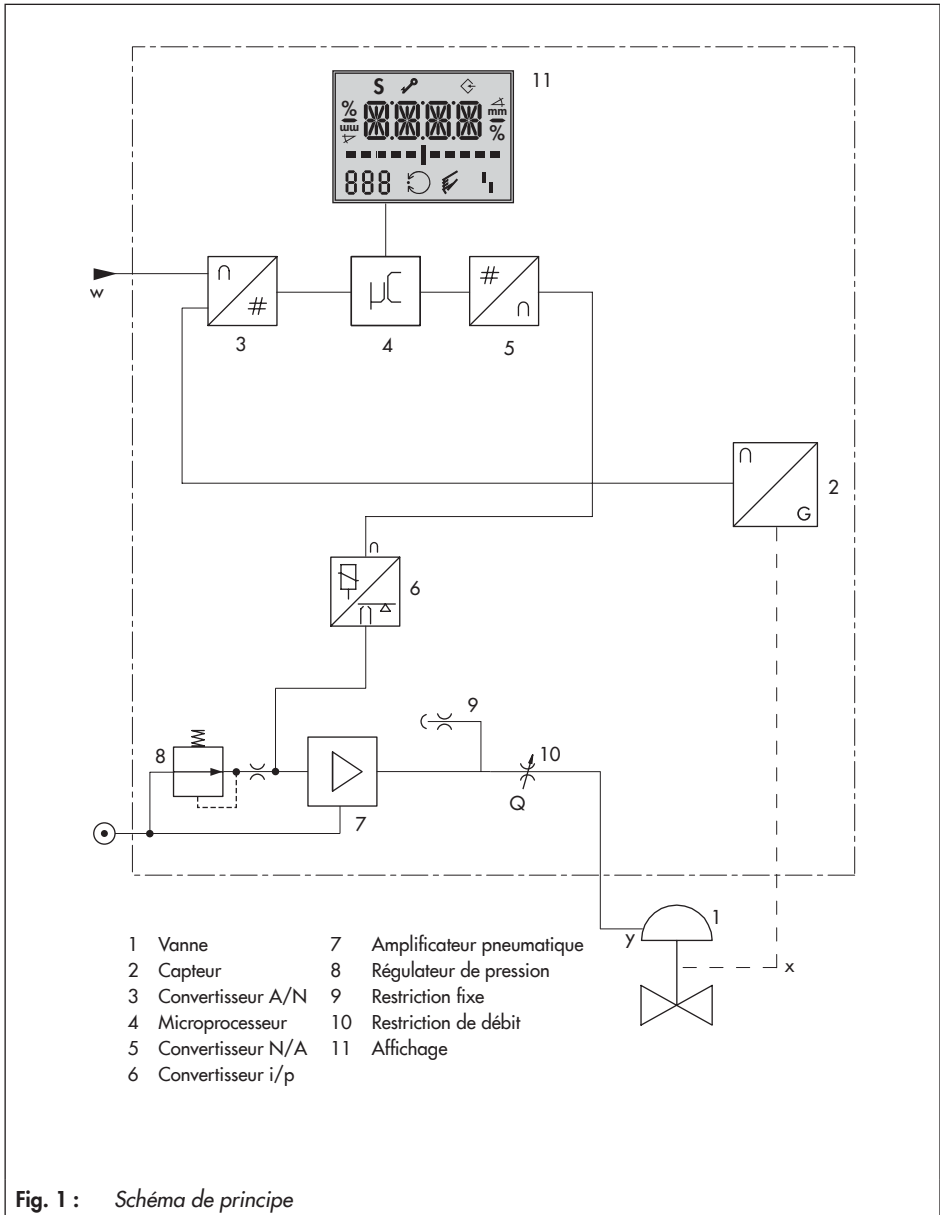 11
S
%
mm
mm
%
888
w
∩
#
3
µC
4
#
∩
5
∩
G
2
∩
6
8
9
10
Q
7
1
y
x
1 Vanne
2 Capteur
3 Convertisseur A/N
4 Microprocesseur
5 Convertisseur N/A
6 Convertisseur i/p
7 Amplificateur pneumatique
8 Régulateur de pression
9 Restriction fixe
10 Restriction de débit
11 Affichage
Fig. 1 : Schéma de principe